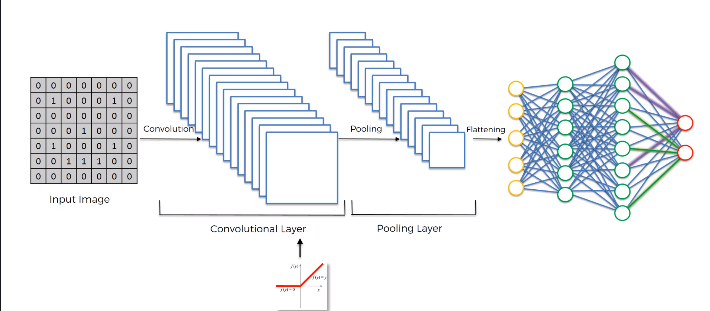 0 0 0 0 0 0 0
0 1 0 0 0 1 0
0 0 0 0 0 0 0
0 0 0 1 0 0 0
0 1 0 0 0 1 0
0 0 1 1 1 0 0
0 0 0 0 0 0 0
Convolution
Pooling
Flattening
Input Image
Convolutional Layer
Pooling Layer